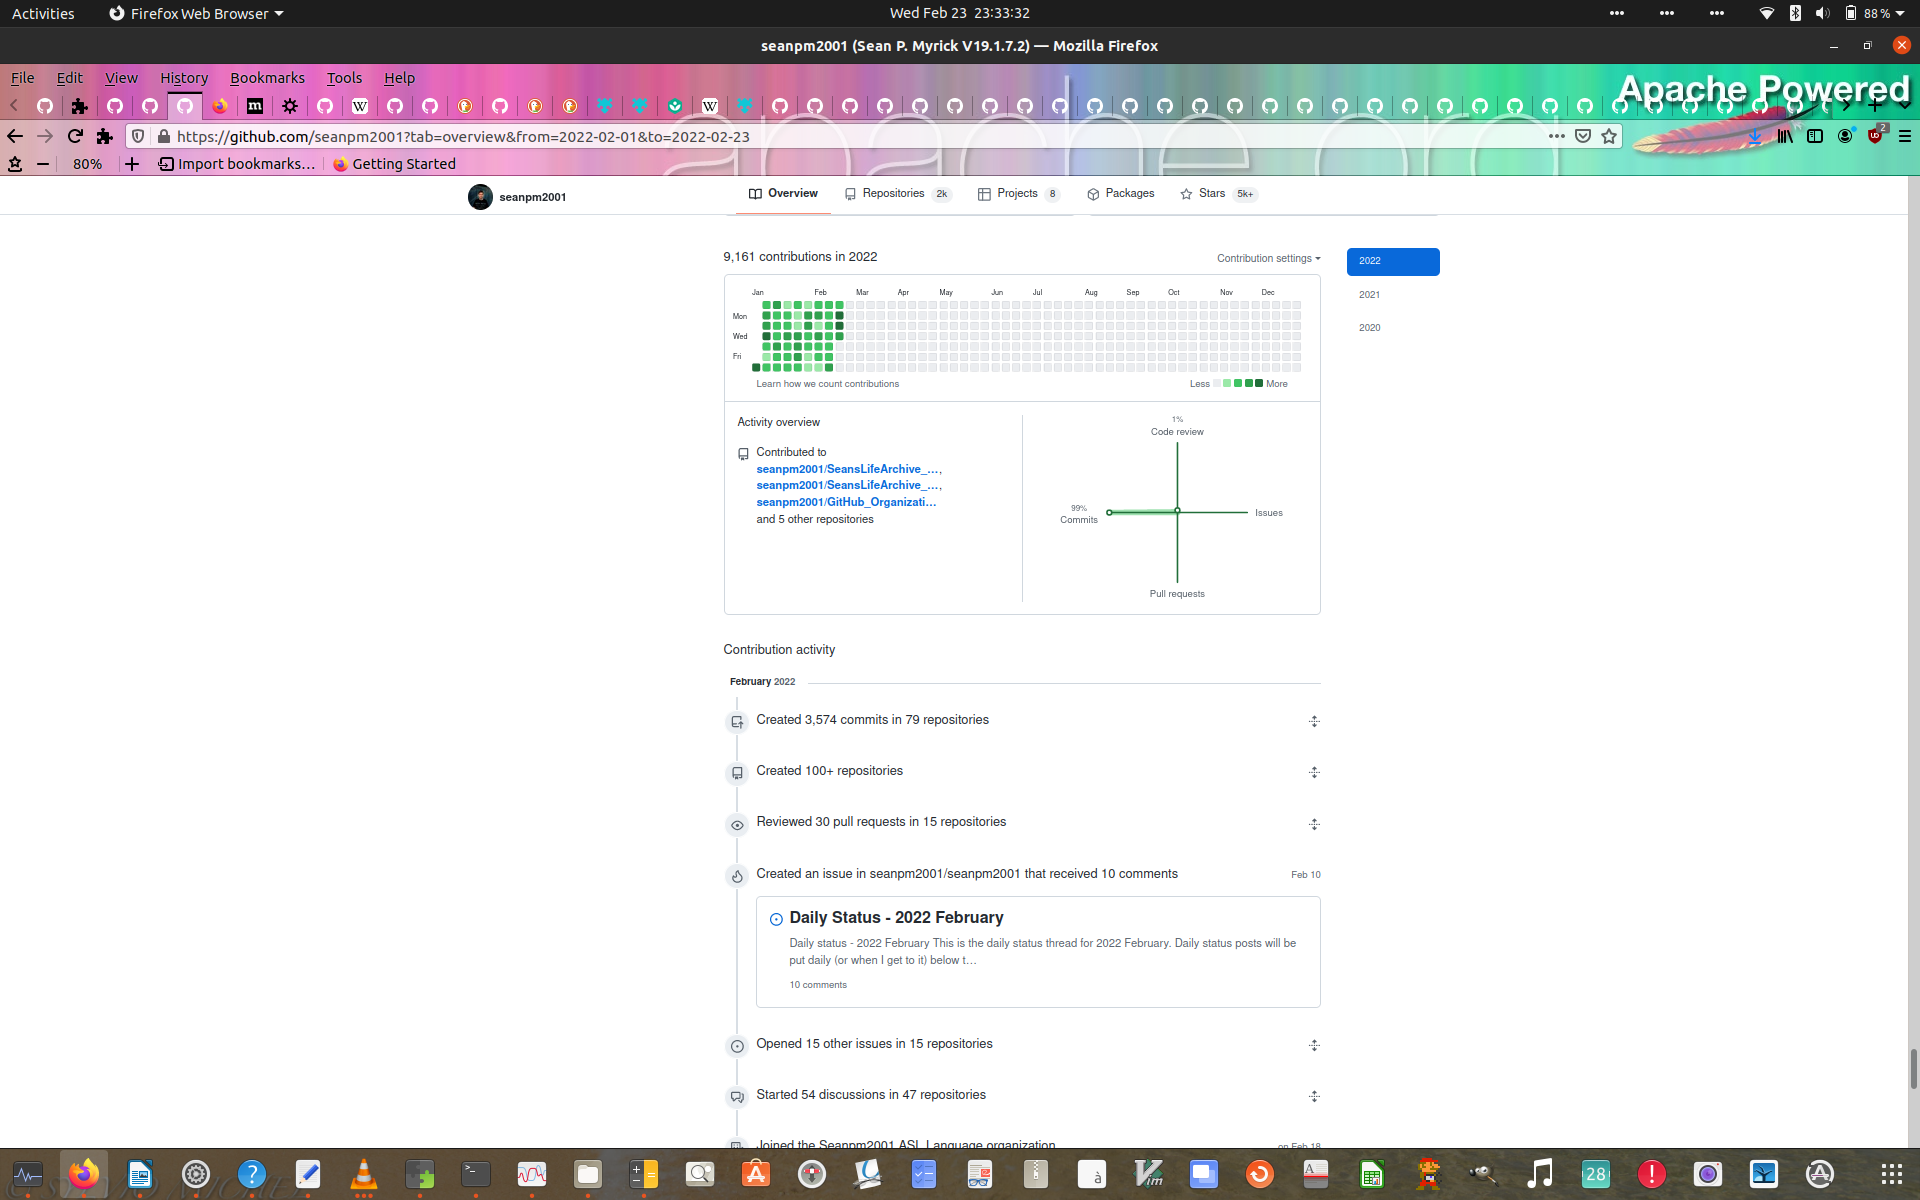 Activities
Firefox Web Browser
Wed Feb 23 23:33:32
88 %
seanpm2001 (Sean P. Myrick V19.1.7.2) — Mozilla Firefox
File Edit View History Bookmarks Tools Help
Apache Powered
https://github.com/seanpm2001?tab=overview&from=2022-02-01&to=2022-02-23
2
80%
Import bookmarks...
Getting Started
seanpm2001
Overview
Repositories 2k
Projects 8
Packages
Stars 5k+
9,161 contributions in 2022
Contribution settings
2022
2021
2020
Jan Feb Mar Apr May Jun Jul Aug Sep Oct Nov Dec
Mon
Wed
Fri
Learn how we count contributions
Less More
Activity overview
Contributed to
seanpm2001/SeansLifeArchive_…,
seanpm2001/SeansLifeArchive_…,
seanpm2001/GitHub_Organizati…
and 5 other repositories
1%
Code review
99%
Commits
Issues
Pull requests
Contribution activity
February 2022
Created 3,574 commits in 79 repositories
Created 100+ repositories
Reviewed 30 pull requests in 15 repositories
Created an issue in seanpm2001/seanpm2001 that received 10 comments
Feb 10
Daily Status - 2022 February
Daily status - 2022 February This is the daily status thread for 2022 February. Daily status posts will be
put daily (or when I get to it) below t…
10 comments
Opened 15 other issues in 15 repositories
Started 54 discussions in 47 repositories
Joined the Seanpm2001 ASL Language organization
on Feb 18
28